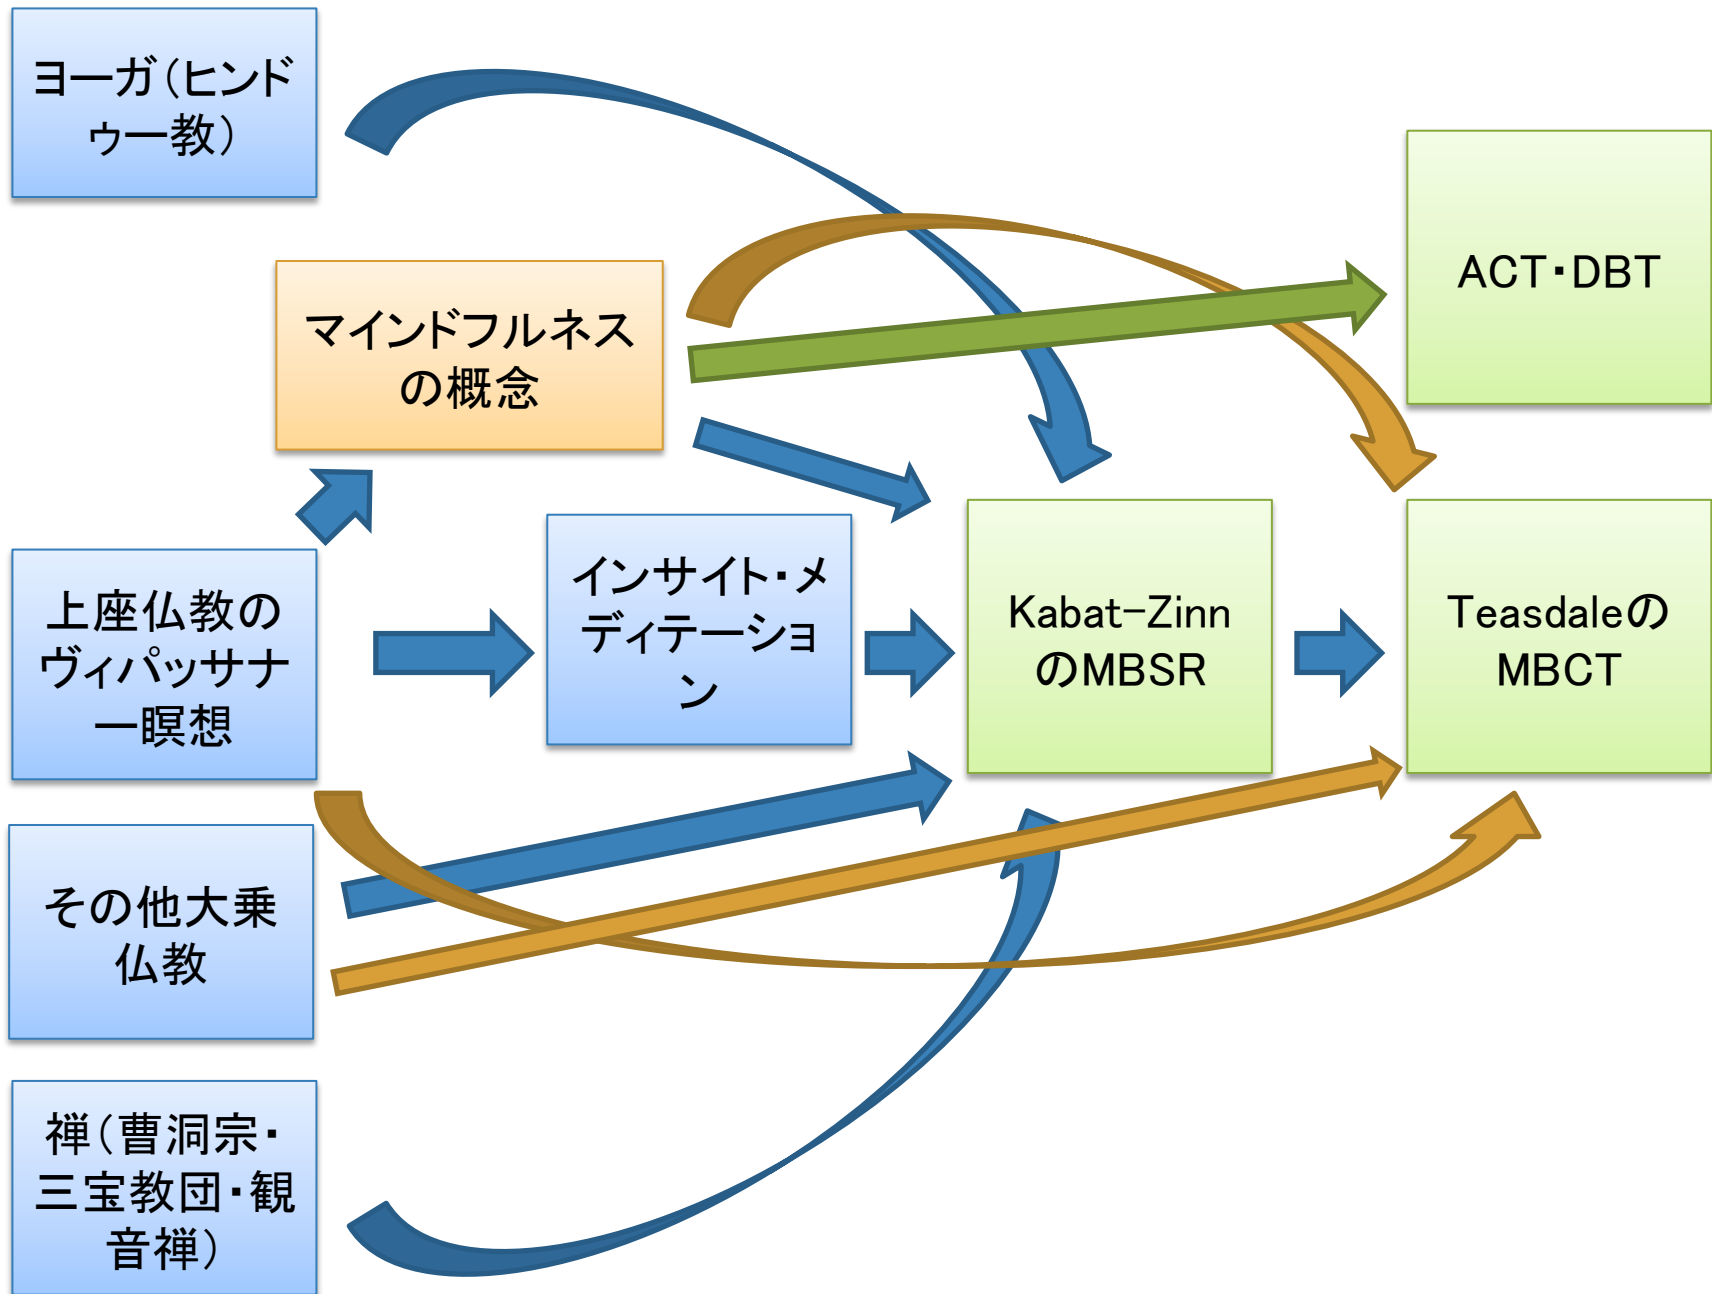 ヨーガ（ヒンド
ゥー教）
マインドフルネス
の概念
ACT・DBT
上座仏教の
ヴィパッサナ
ー瞑想
インサイト・メ
ディテーショ
ン
Kabat-Zinn
のMBSR
Teasdaleの
MBCT
その他大乗
仏教
禅（曹洞宗・
三宝教団・観
音禅）